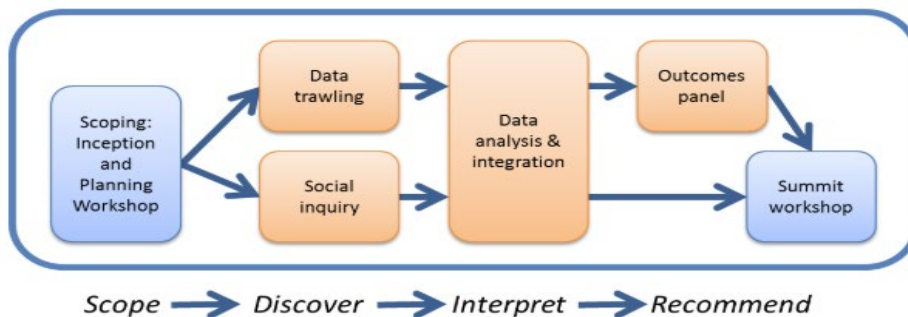 Scoping:
Inception
and
Planning
Workshop
Data
trawling
Social
inquiry
Data
analysis &
integration
Outcomes
panel
Summit
workshop
Scope
Discover
Interpret
Recommend